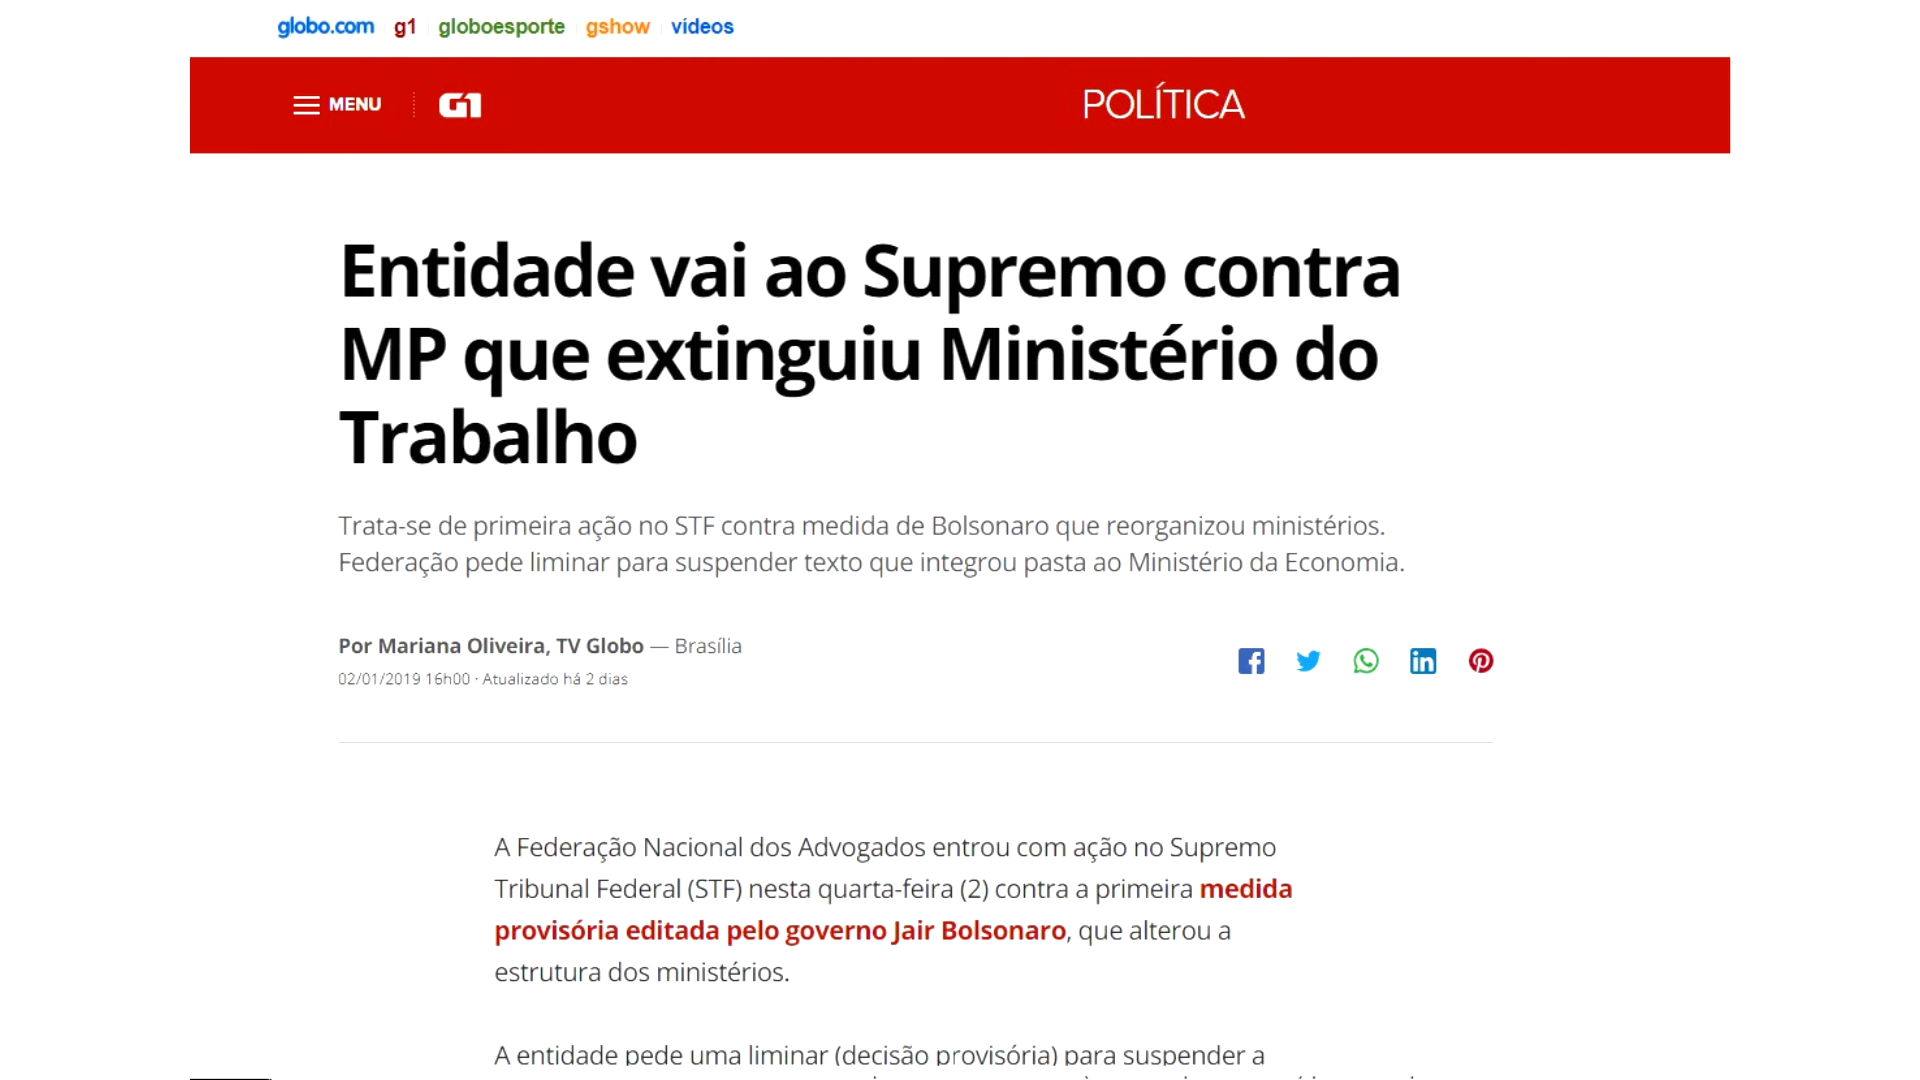 globo.com g1 globoesporte gshow vídeos
MENU G1 POLÍTICA
Entidade vai ao Supremo contra
MP que extinguiu Ministério do
Trabalho
Trata-se de primeira ação no STF contra medida de Bolsonaro que reorganizou ministérios.
Federação pede liminar para suspender texto que integrou pasta ao Ministério da Economia.
Por Mariana Oliveira, TV Globo — Brasília
02/01/2019 16h00 · Atualizado há 2 dias
A Federação Nacional dos Advogados entrou com ação no Supremo
Tribunal Federal (STF) nesta quarta-feira (2) contra a primeira medida
provisória editada pelo governo Jair Bolsonaro, que alterou a
estrutura dos ministérios.
A entidade pede uma liminar (decisão provisória) para suspender a